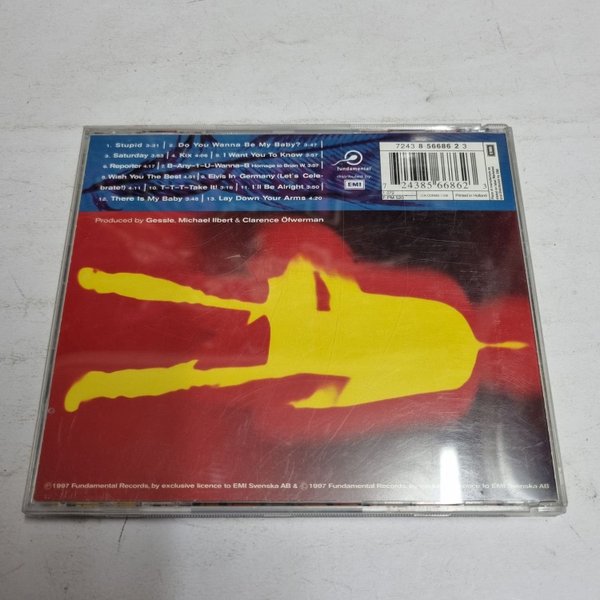 1. Stupid 3:21 | 2. Do You Wanna Be My Baby? 3:47
3. Saturday 3:53 | 4. Kix 4:06 | 5. I Want You To Know 3:57
6. Reporter 4:17 | 7. B-Any-1-U-Wanna-B Homage to Brian W. 3:57
8. Wish You The Best 4:51 | 9. Elvis In Germany (Let's Cele-
brate!) 4:11 | 10. T-T-T-Take It! 3:19 | 11. I'll Be Alright 3:50
12. There Is My Baby 3:48 | 13. Lay Down Your Arms 4:20
fundamental
distributed by
EMI
7243 8 56686 2 3
7 24385 66862 3
Printed in Holland
EMI
Produced by Gessle, Michael Ilbert & Clarence Öfwerman
℗1997 Fundamental Records, by exclusive licence to EMI Svenska AB & ©1997 Fundamental Records, by licence to EMI Svenska AB